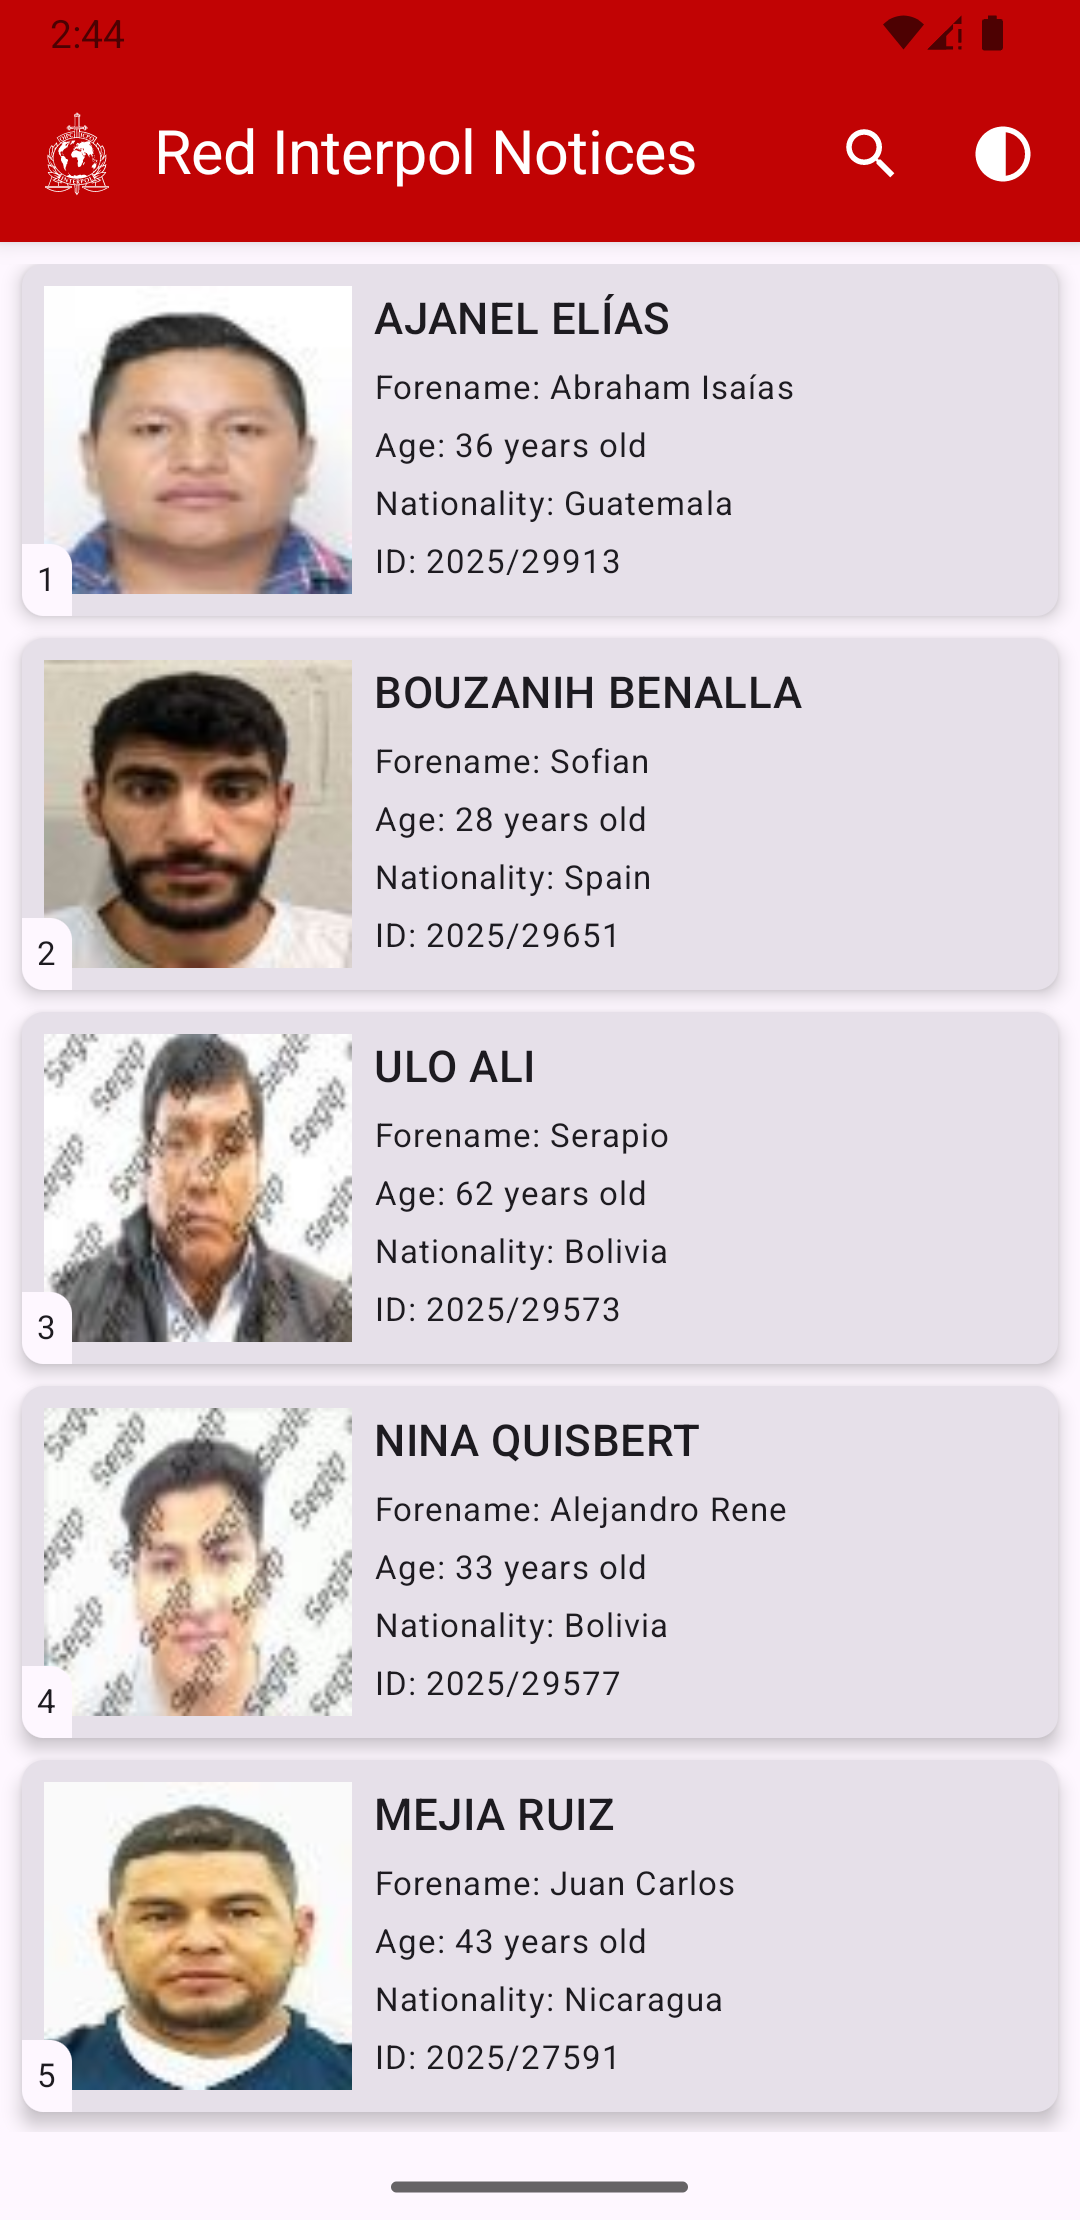 2:44
Red Interpol Notices
AJANEL ELÍAS
Forename: Abraham Isaías
Age: 36 years old
Nationality: Guatemala
ID: 2025/29913
1
BOUZANIH BENALLA
Forename: Sofian
Age: 28 years old
Nationality: Spain
ID: 2025/29651
2
Segip
ULO ALI
Forename: Serapio
Age: 62 years old
Nationality: Bolivia
ID: 2025/29573
3
Segip
NINA QUISBERT
Forename: Alejandro Rene
Age: 33 years old
Nationality: Bolivia
ID: 2025/29577
4
MEJIA RUIZ
Forename: Juan Carlos
Age: 43 years old
Nationality: Nicaragua
ID: 2025/27591
5